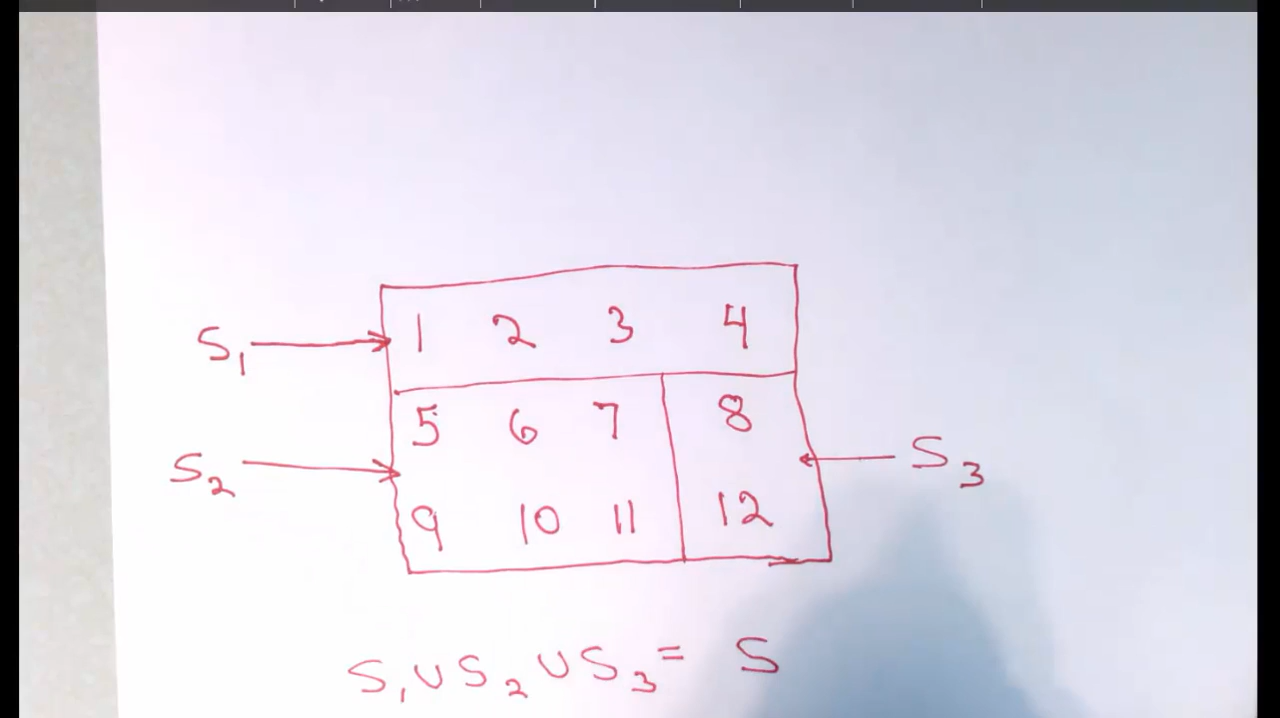 S₁ 1 2 3 4
5 6 7 8
S₂ S₃
9 10 11 12
S₁ ∪ S₂ ∪ S₃ = S